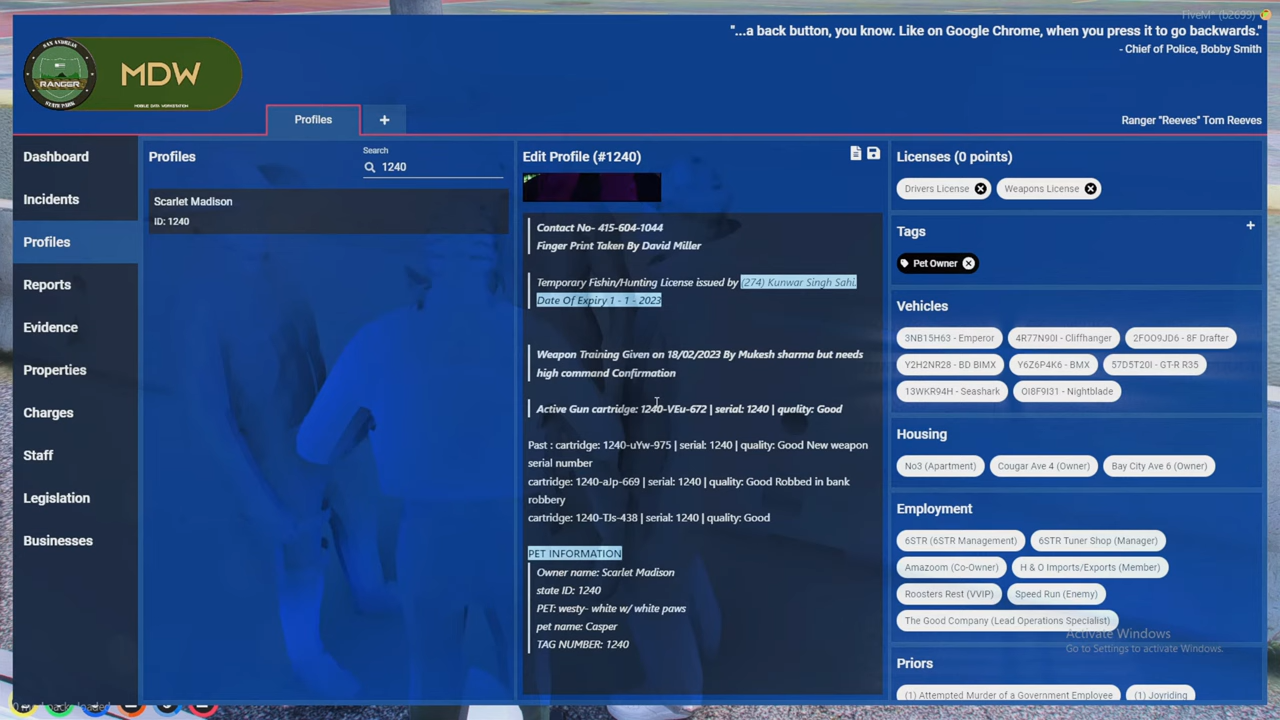 FiveM® (b2699)
"...a back button, you know. Like on Google Chrome, when you press it to go backwards."
- Chief of Police, Bobby Smith
SAN ANDREAS
RANGER
STATE PARK
MDW
MOBILE DATA WORKSTATION
Profiles
+
Ranger "Reeves" Tom Reeves
Dashboard
Incidents
Profiles
Reports
Evidence
Properties
Charges
Staff
Legislation
Businesses
Profiles
Search
1240
Scarlet Madison
ID: 1240
Edit Profile (#1240)
Contact No- 415-604-1044
Finger Print Taken By David Miller
Temporary Fishin/Hunting License issued by (274) Kunwar Singh Sahi.
Date Of Expiry 1 - 1 - 2023
Weapon Training Given on 18/02/2023 By Mukesh sharma but needs
high command Confirmation
Active Gun cartridge: 1240-VEu-672 | serial: 1240 | quality: Good
Past : cartridge: 1240-uYw-975 | serial: 1240 | quality: Good New weapon
serial number
cartridge: 1240-aJp-669 | serial: 1240 | quality: Good Robbed in bank
robbery
cartridge: 1240-TJs-438 | serial: 1240 | quality: Good
PET INFORMATION
Owner name: Scarlet Madison
state ID: 1240
PET: westy- white w/ white paws
pet name: Casper
TAG NUMBER: 1240
Licenses (0 points)
Drivers License
Weapons License
Tags
+
Pet Owner
Vehicles
3NB15H63 - Emperor
4R77N90I - Cliffhanger
2FOO9JD6 - 8F Drafter
Y2H2NR28 - BD BIMX
Y6Z6P4K6 - BMX
57D5T20I - GT-R R35
13WKR94H - Seashark
OI8F9I31 - Nightblade
Housing
No3 (Apartment)
Cougar Ave 4 (Owner)
Bay City Ave 6 (Owner)
Employment
6STR (6STR Management)
6STR Tuner Shop (Manager)
Amazoom (Co-Owner)
H & O Imports/Exports (Member)
Roosters Rest (VVIP)
Speed Run (Enemy)
The Good Company (Lead Operations Specialist)
Activate Windows
Go to Settings to activate Windows.
Priors
(1) Attempted Murder of a Government Employee
(1) Joyriding